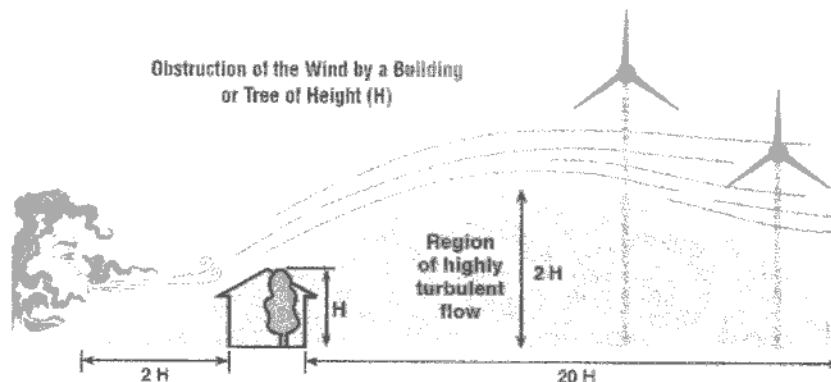 Obstruction of the Wind by a Building
or Tree of Height (H)
Region
of highly
turbulent
flow
2 H
H
2 H
20 H